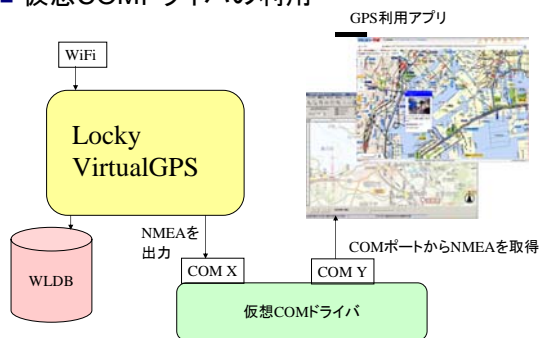 ■ 仮想COMドライバの利用
GPS利用アプリ
WiFi
Locky
VirtualGPS
NMEAを
出力
COMポートからNMEAを取得
WLDB
COM X
COM Y
仮想COMドライバ